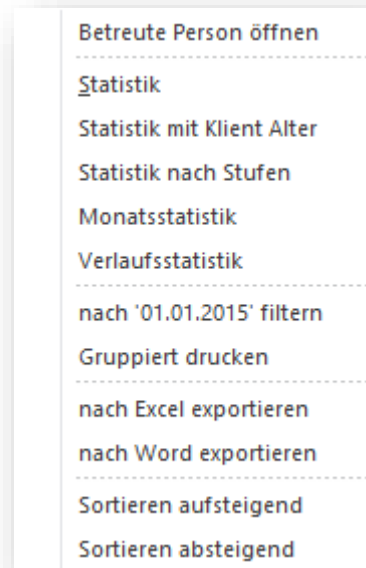 Betreute Person öffnen
Statistik
Statistik mit Klient Alter
Statistik nach Stufen
Monatsstatistik
Verlaufsstatistik
nach '01.01.2015' filtern
Gruppiert drucken
nach Excel exportieren
nach Word exportieren
Sortieren aufsteigend
Sortieren absteigend